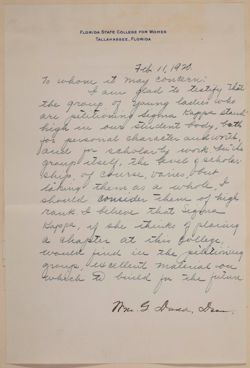 FLORIDA STATE COLLEGE FOR WOMEN
TALLAHASSEE, FLORIDA
Feb 11, 1920.
To whom it may concern:
I am glad to testify that
the group of young ladies who
are petitioning Sigma Kappa stand
high in our student body, both
for personal character and worth,
and for scholarly work. In the
group itself, the level of scholar-
ship, of course, varies, but
taking them as a whole, I
should consider them of high
rank. I believe that Sigma
Kappa, if she thinks of placing
a chapter at this College,
would find in the petitioning
group, excellent material on
which to build for the future
Wm. G. Dodd, Dean.